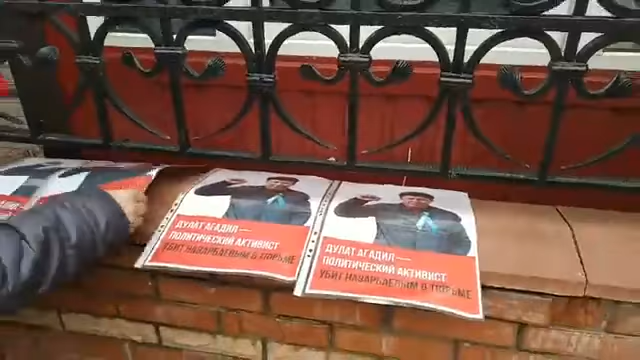 ДУЛАТ АГАДИЛ -
ПОЛИТИЧЕСКИЙ АКТИВИСТ
УБИТ НАЗАРБАЕВЫМ В ТЮРЬМЕ
ДУЛАТ АГАДИЛ -
ПОЛИТИЧЕСКИЙ АКТИВИСТ
УБИТ НАЗАРБАЕВЫМ В ТЮРЬМЕ